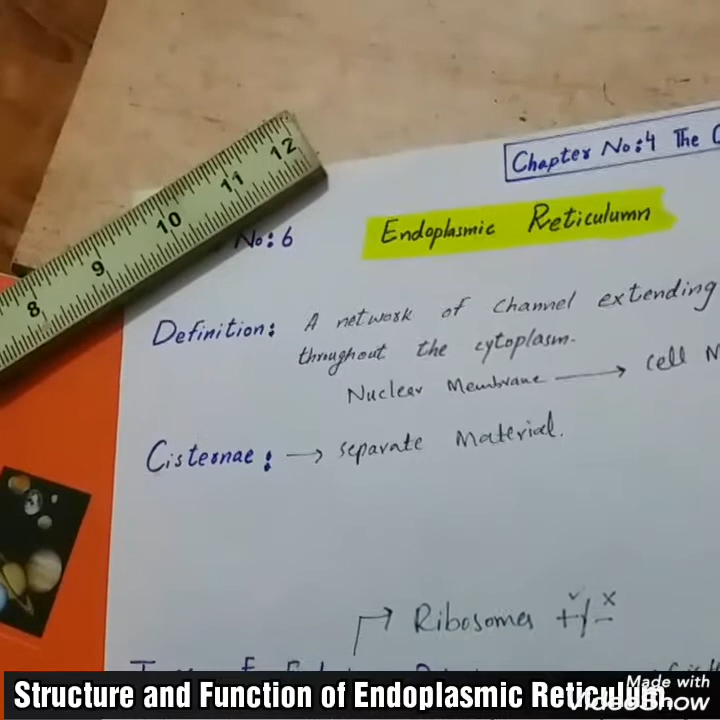 8 9 10 11 12
Chapter No:4 The
No:6
Endoplasmic Reticulumn
Definition: A network of channel extending
throughout the cytoplasm.
Nuclear Membrane → cell
Cisternae: → separate Material.
Ribosomes +/-
Structure and Function of Endoplasmic Reticulum.
Made with
VideoShow